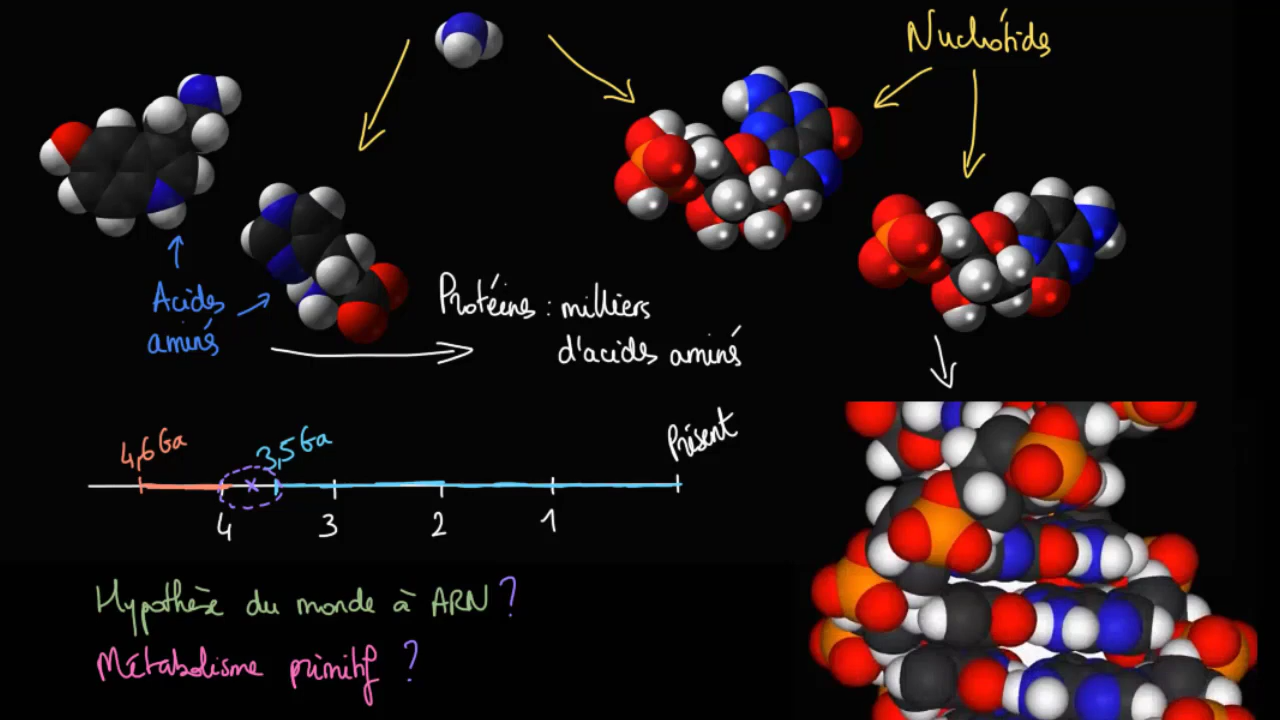 Nucléotides
Acides
aminés
Protéines : milliers
d'acides aminés
4,6 Ga
3,5 Ga
Présent
4 3 2 1
Hypothèse du monde à ARN ?
Métabolisme primitif ?